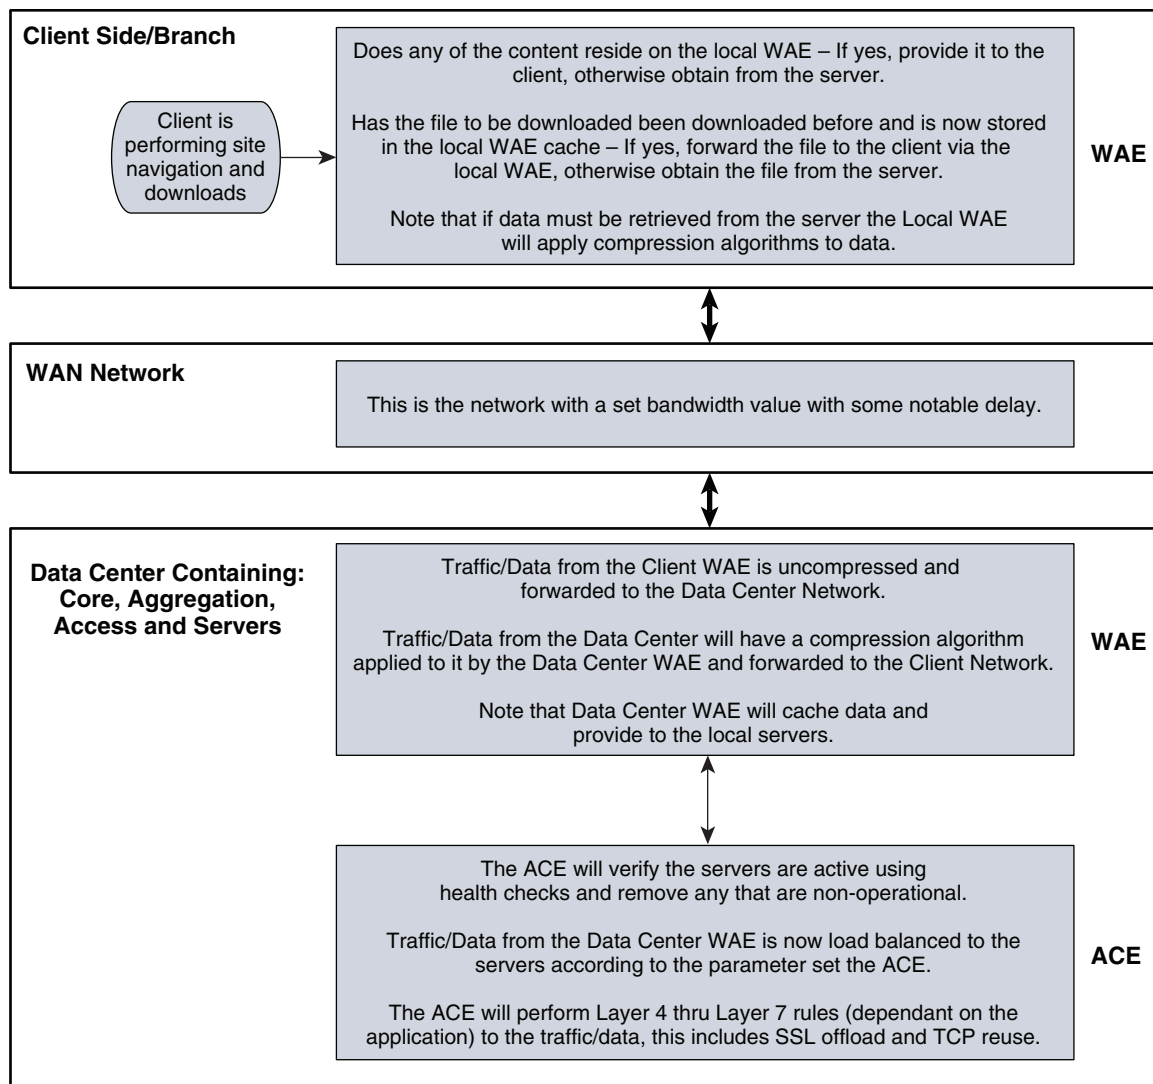 Client Side/Branch
Client is
performing site
navigation and
downloads
Does any of the content reside on the local WAE – If yes, provide it to the
client, otherwise obtain from the server.
Has the file to be downloaded been downloaded before and is now stored
in the local WAE cache – If yes, forward the file to the client via the
local WAE, otherwise obtain the file from the server.
Note that if data must be retrieved from the server the Local WAE
will apply compression algorithms to data.
WAE
WAN Network
This is the network with a set bandwidth value with some notable delay.
Data Center Containing:
Core, Aggregation,
Access and Servers
Traffic/Data from the Client WAE is uncompressed and
forwarded to the Data Center Network.
Traffic/Data from the Data Center will have a compression algorithm
applied to it by the Data Center WAE and forwarded to the Client Network.
Note that Data Center WAE will cache data and
provide to the local servers.
WAE
The ACE will verify the servers are active using
health checks and remove any that are non-operational.
Traffic/Data from the Data Center WAE is now load balanced to the
servers according to the parameter set the ACE.
The ACE will perform Layer 4 thru Layer 7 rules (dependant on the
application) to the traffic/data, this includes SSL offload and TCP reuse.
ACE